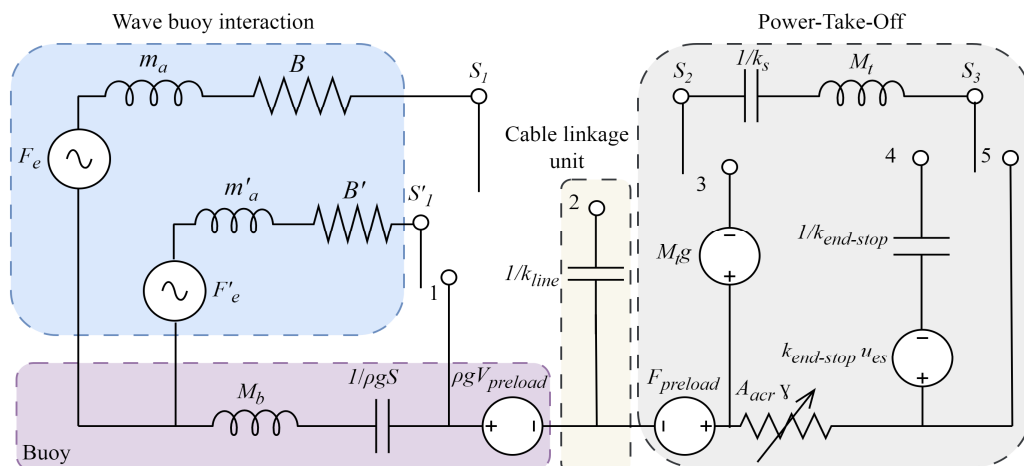 Wave buoy interaction
Power-Take-Off
m_a
B
S_1
F_e
m'_a
B'
S'_1
F'_e
1
Cable linkage
unit
2
1/k_line
S_2
1/k_s
M_t
S_3
3
4
5
M_t g
1/k_end-stop
k_end-stop u_es
M_b
1/ρgS
ρgV_preload
F_preload
A_acr ɣ
Buoy